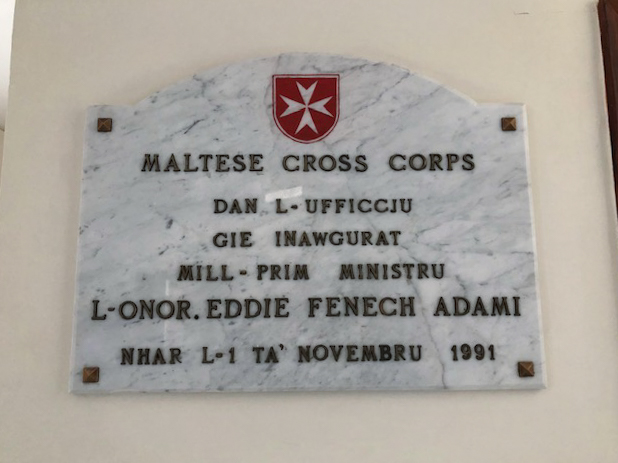 MALTESE CROSS CORPS
DAN L-UFFICCJU
GIE INAWGURAT
MILL-PRIM MINISTRU
L-ONOR. EDDIE FENECH ADAMI
NHAR L-1 TA' NOVEMBRU 1991